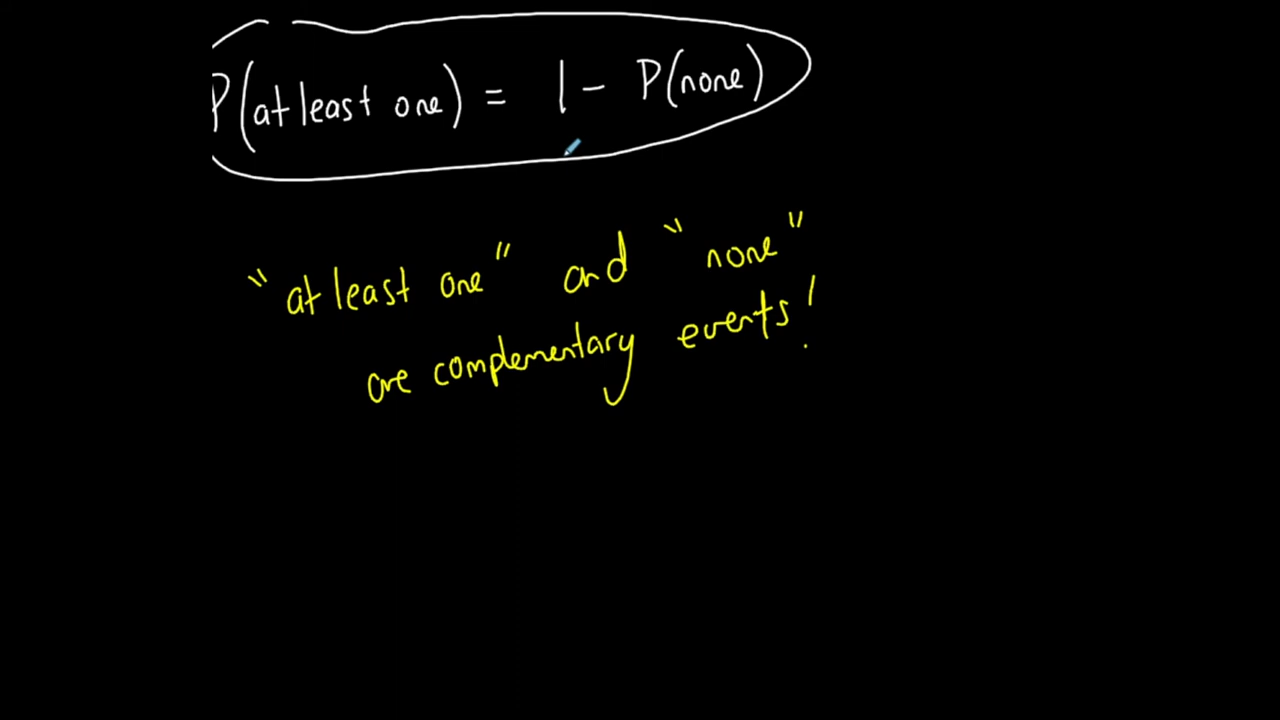 P(at least one) = 1 - P(none)
"at least one" and "none"
are complementary events!